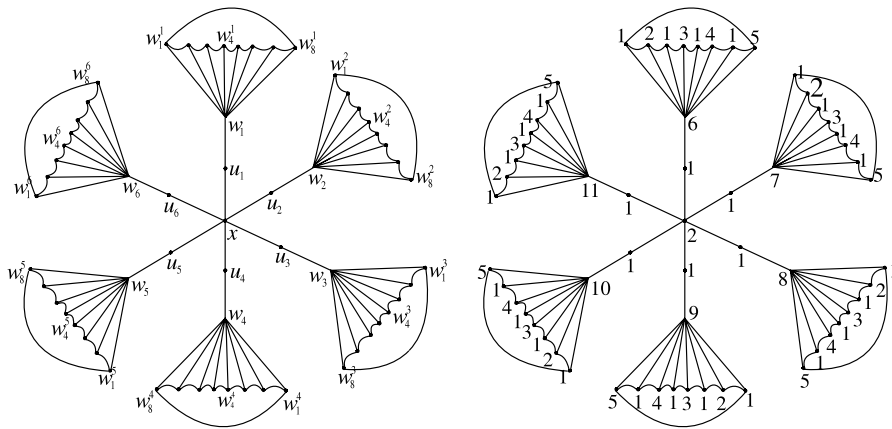 w_1^1 w_4^1 w_8^1
w_1
u_1
w_1^2
w_4^2
w_8^2
w_2
u_2
w_8^6
w_4^6
w_1^6
w_6
u_6
x
u_3
w_3
w_1^3
w_4^3
w_8^3
u_5
w_5
w_8^5
w_4^5
w_1^5
u_4
w_4
w_8^4 w_4^4 w_1^4
1 2 1 3 1 4 1 5
6
1
1 2 1 3 1 4 1 5
7
1
5 1 4 1 3 1 2 1
11
1
2
1
8
2 1 3 1 4 1 5
1
10
5 1 4 1 3 1 2 1
1
9
5 1 4 1 3 1 2 1